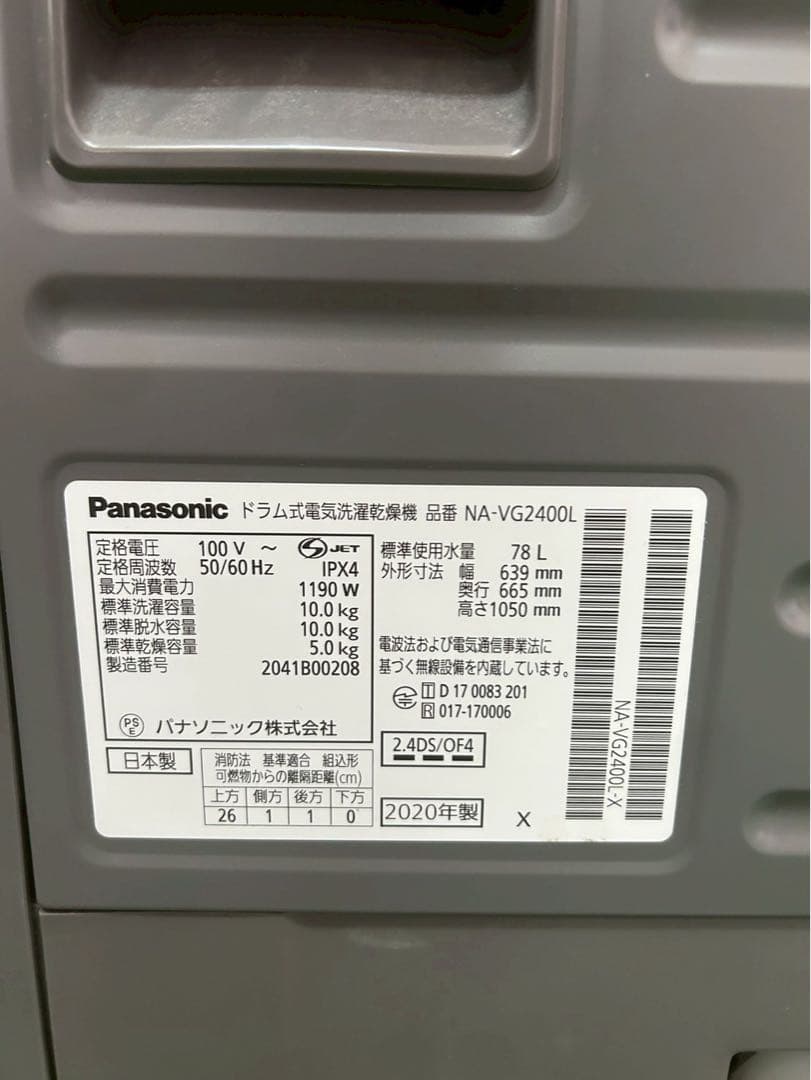 Panasonic ドラム式電気洗濯乾燥機 品番 NA-VG2400L
定格電圧 100 V ～ S JET
定格周波数 50/60 Hz IPX4
最大消費電力 1190 W
標準洗濯容量 10.0 kg
標準脱水容量 10.0 kg
標準乾燥容量 5.0 kg
製造番号 2041B00208
PS E パナソニック株式会社
標準使用水量 78 L
外形寸法 幅 639 mm
奥行 665 mm
高さ1050 mm
電波法および電気通信事業法に
基づく無線設備を内蔵しています。
T D 17 0083 201
R 017-170006
日本製
消防法 基準適合 組込形
可燃物からの離隔距離(cm)
上方 側方 後方 下方
26 1 1 0
2.4DS/OF4
2020年製 X
NA-VG2400L-X